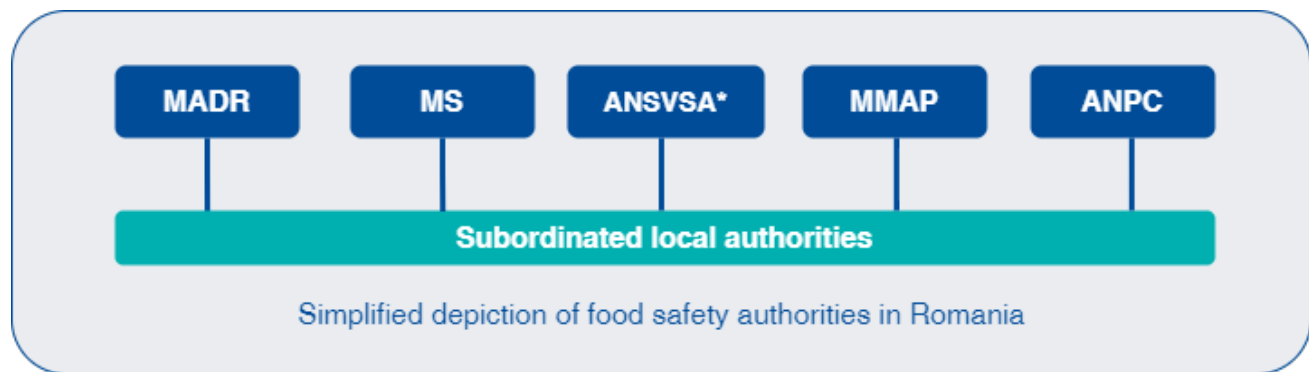 MADR MS ANSVSA* MMAP ANPC
Subordinated local authorities
Simplified depiction of food safety authorities in Romania